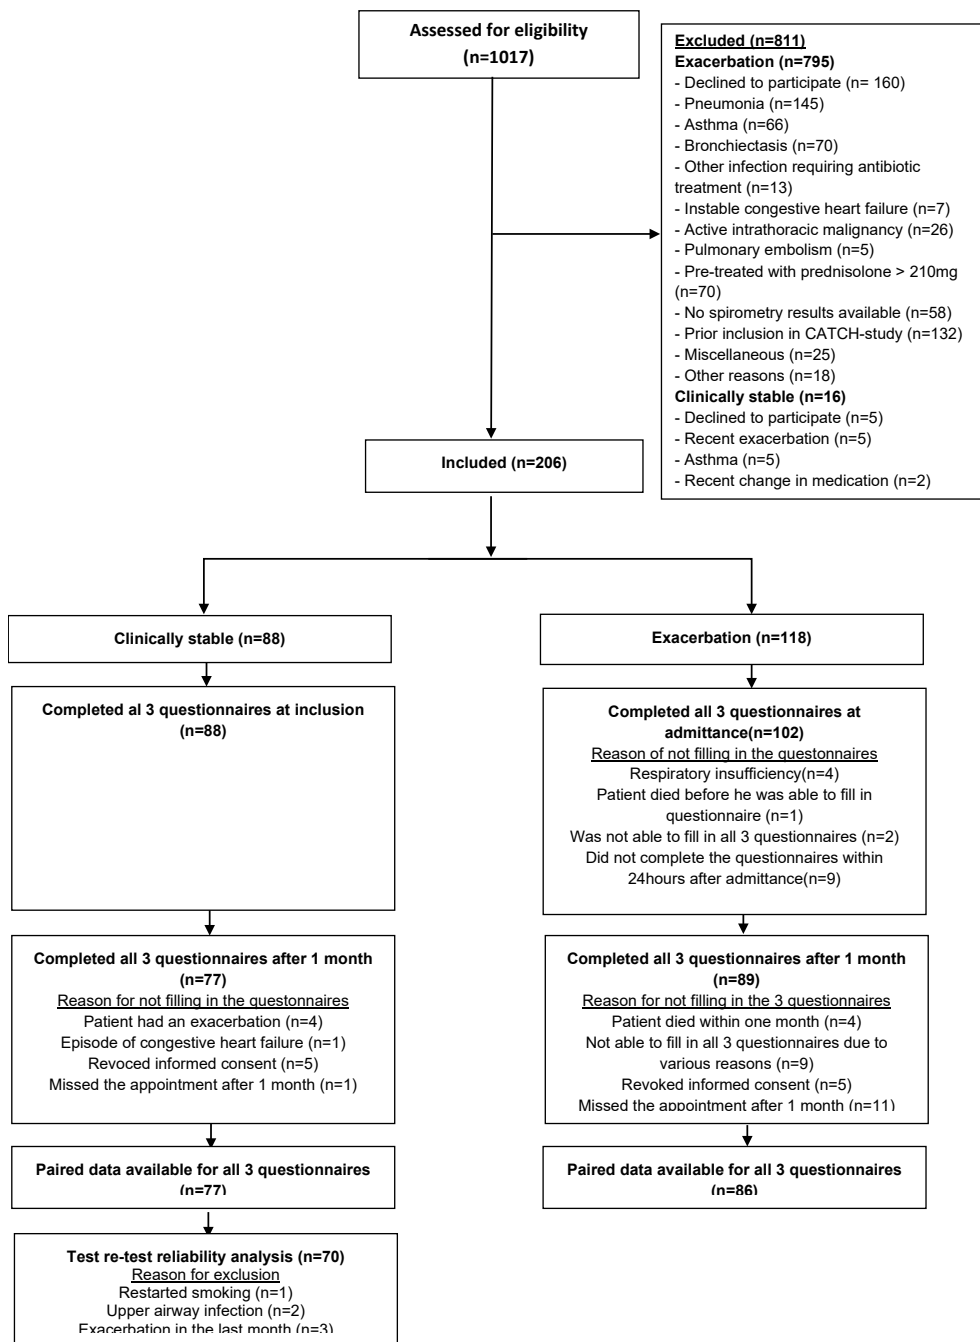 Assessed for eligibility
(n=1017)
Excluded (n=811)
Exacerbation (n=795)
- Declined to participate (n= 160)
- Pneumonia (n=145)
- Asthma (n=66)
- Bronchiectasis (n=70)
- Other infection requiring antibiotic
treatment (n=13)
- Instable congestive heart failure (n=7)
- Active intrathoracic malignancy (n=26)
- Pulmonary embolism (n=5)
- Pre-treated with prednisolone > 210mg
(n=70)
- No spirometry results available (n=58)
- Prior inclusion in CATCH-study (n=132)
- Miscellaneous (n=25)
- Other reasons (n=18)
Clinically stable (n=16)
- Declined to participate (n=5)
- Recent exacerbation (n=5)
- Asthma (n=5)
- Recent change in medication (n=2)
Included (n=206)
Clinically stable (n=88)
Exacerbation (n=118)
Completed al 3 questionnaires at inclusion
(n=88)
Completed all 3 questionnaires at
admittance(n=102)
Reason of not filling in the questonnaires
Respiratory insufficiency(n=4)
Patient died before he was able to fill in
questionnaire (n=1)
Was not able to fill in all 3 questionnaires (n=2)
Did not complete the questionnaires within
24hours after admittance(n=9)
Completed all 3 questionnaires after 1 month
(n=77)
Reason for not filling in the questonnaires
Patient had an exacerbation (n=4)
Episode of congestive heart failure (n=1)
Revoced informed consent (n=5)
Missed the appointment after 1 month (n=1)
Completed all 3 questionnaires after 1 month
(n=89)
Reason for not filling in the 3 questionnaires
Patient died within one month (n=4)
Not able to fill in all 3 questionnaires due to
various reasons (n=9)
Revoked informed consent (n=5)
Missed the appointment after 1 month (n=11)
Paired data available for all 3 questionnaires
(n=77)
Paired data available for all 3 questionnaires
(n=86)
Test re-test reliability analysis (n=70)
Reason for exclusion
Restarted smoking (n=1)
Upper airway infection (n=2)
Exacerbation in the last month (n=3)